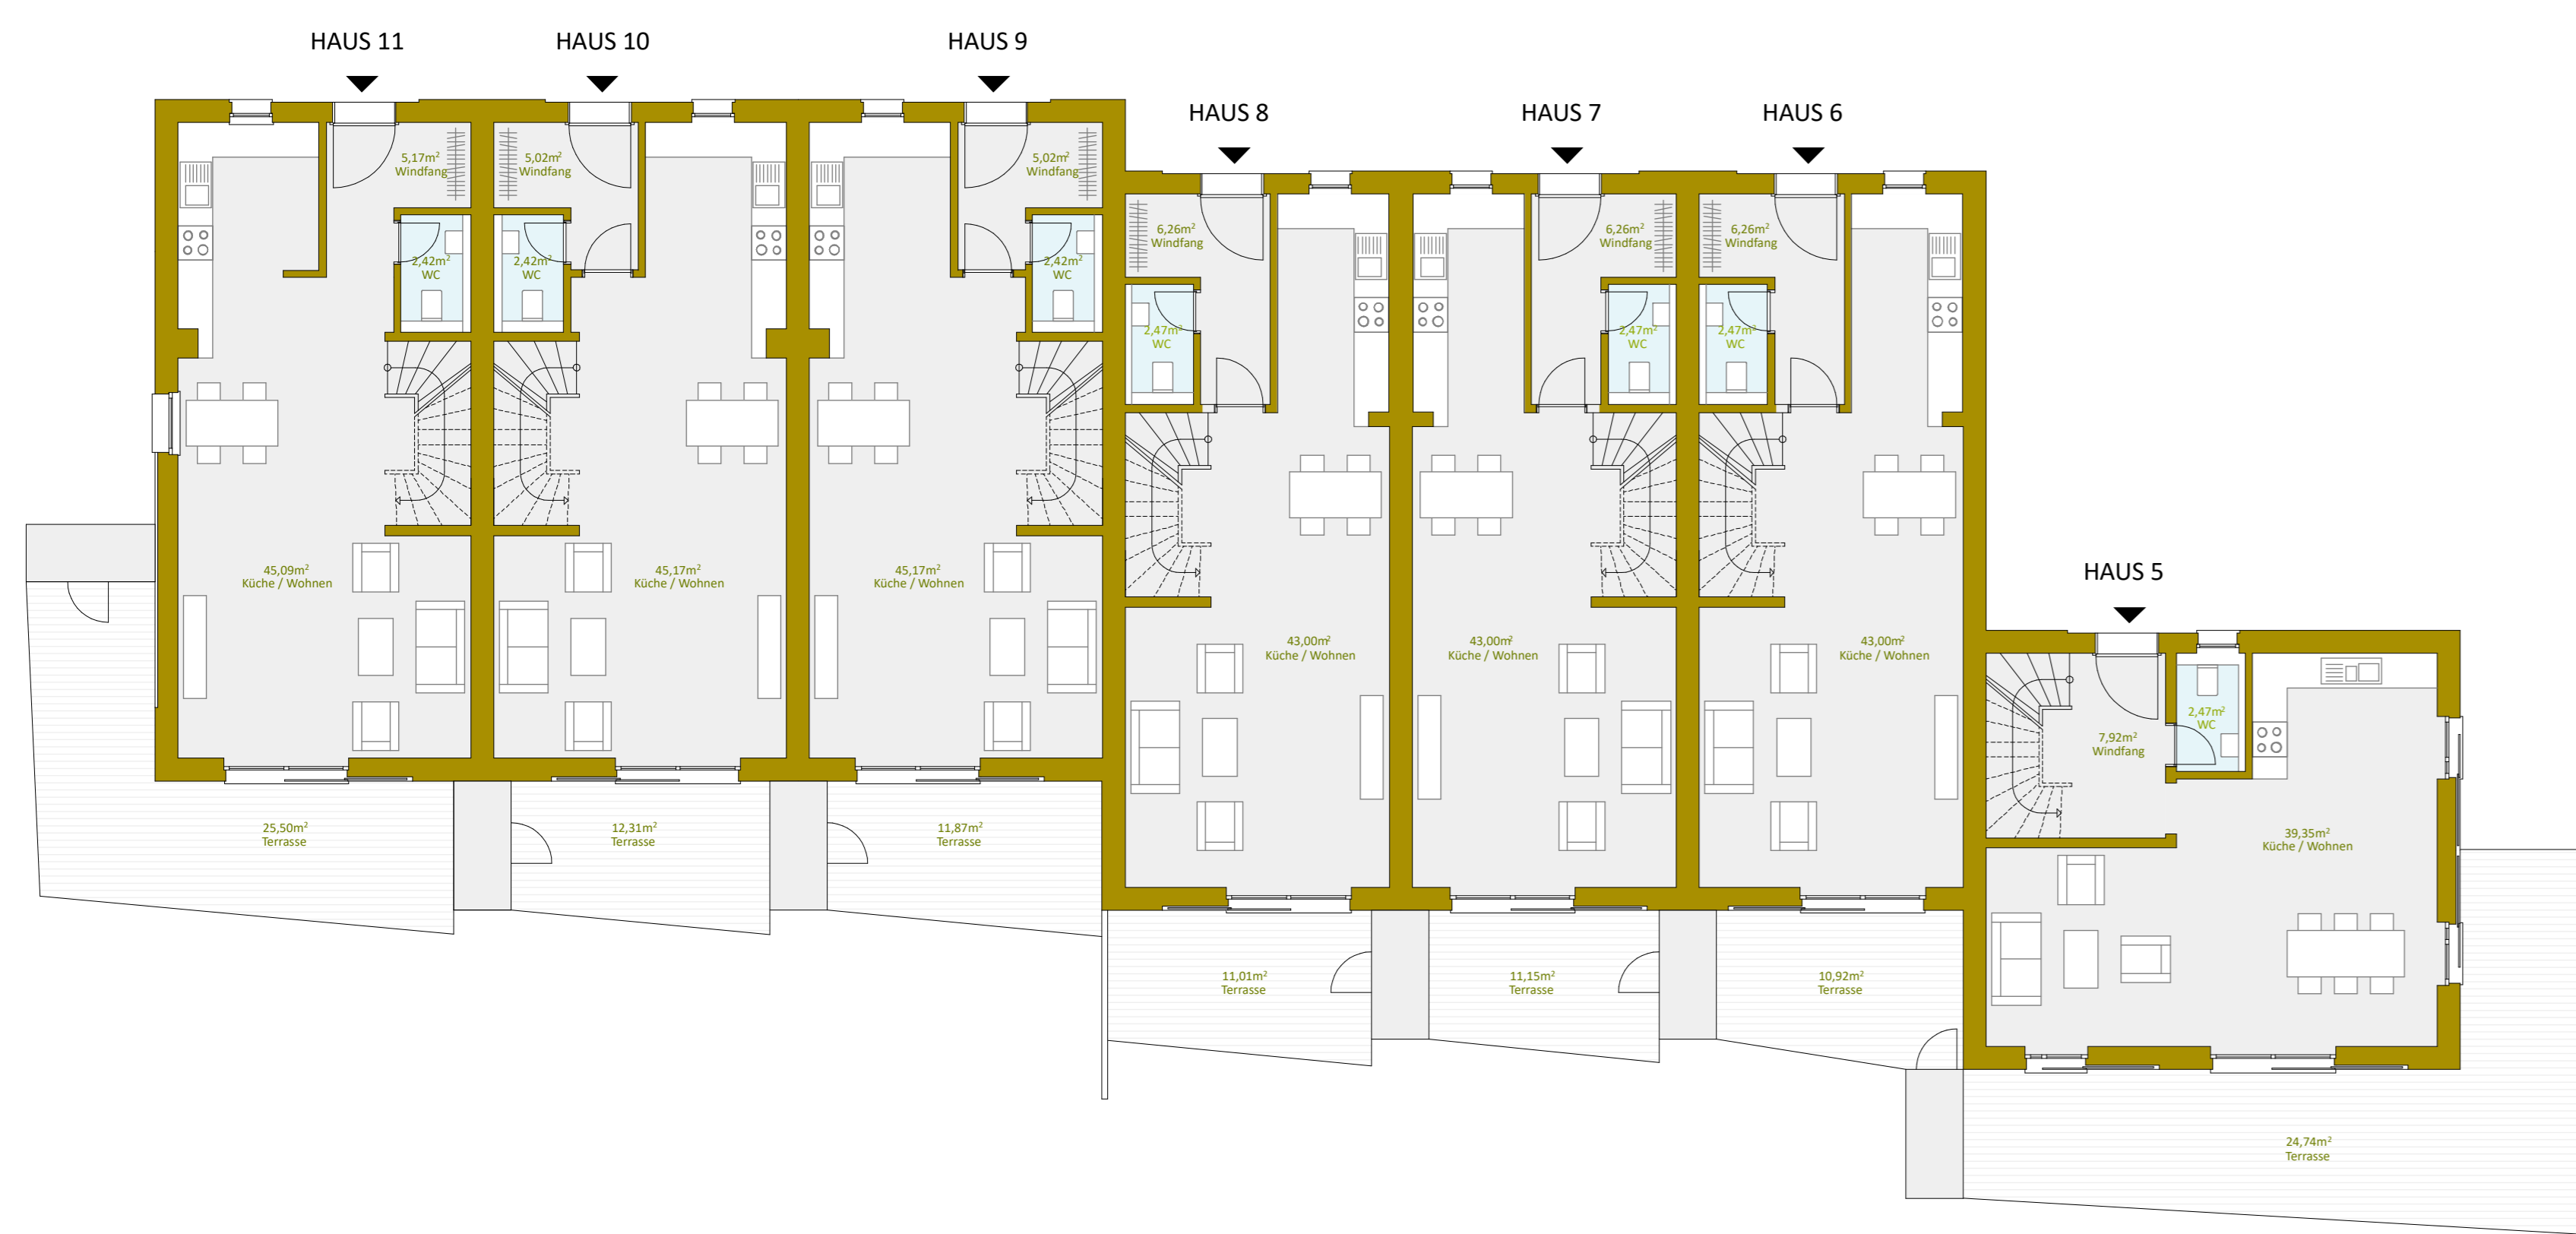 HAUS 11
HAUS 10
HAUS 9
HAUS 8
HAUS 7
HAUS 6
HAUS 5
5,17m²
Windfang
2,42m²
WC
45,09m²
Küche / Wohnen
25,50m²
Terrasse
5,02m²
Windfang
2,42m²
WC
45,17m²
Küche / Wohnen
12,31m²
Terrasse
5,02m²
Windfang
2,42m²
WC
45,17m²
Küche / Wohnen
11,87m²
Terrasse
6,26m²
Windfang
2,47m²
WC
43,00m²
Küche / Wohnen
11,01m²
Terrasse
6,26m²
Windfang
2,47m²
WC
43,00m²
Küche / Wohnen
11,15m²
Terrasse
6,26m²
Windfang
2,47m²
WC
43,00m²
Küche / Wohnen
10,92m²
Terrasse
7,92m²
Windfang
2,47m²
WC
39,35m²
Küche / Wohnen
24,74m²
Terrasse